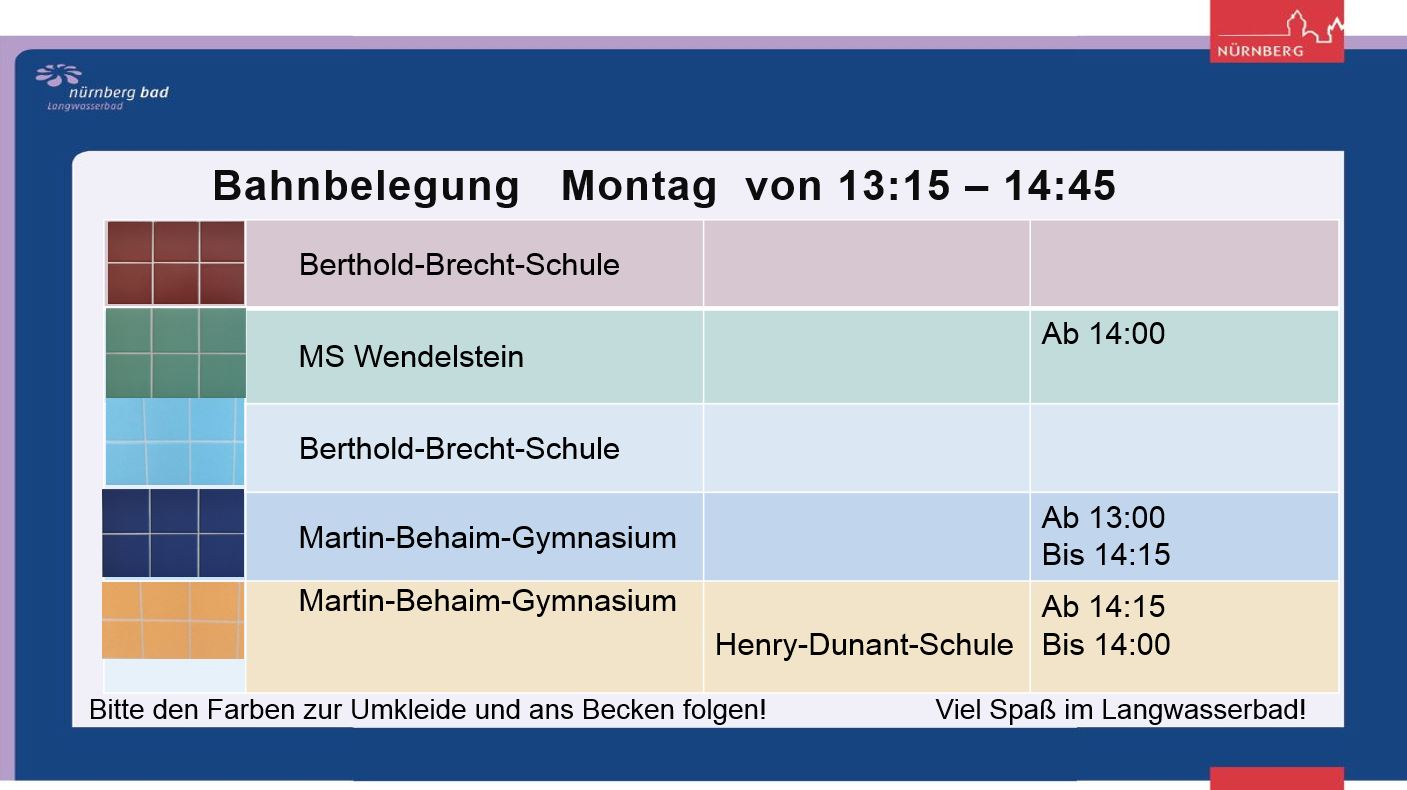 NÜRNBERG
nürnberg bad
Langwasserbad
Bahnbelegung Montag von 13:15 – 14:45
Berthold-Brecht-Schule
MS Wendelstein
Ab 14:00
Berthold-Brecht-Schule
Martin-Behaim-Gymnasium
Ab 13:00
Bis 14:15
Martin-Behaim-Gymnasium
Ab 14:15
Henry-Dunant-Schule
Bis 14:00
Bitte den Farben zur Umkleide und ans Becken folgen!
Viel Spaß im Langwasserbad!